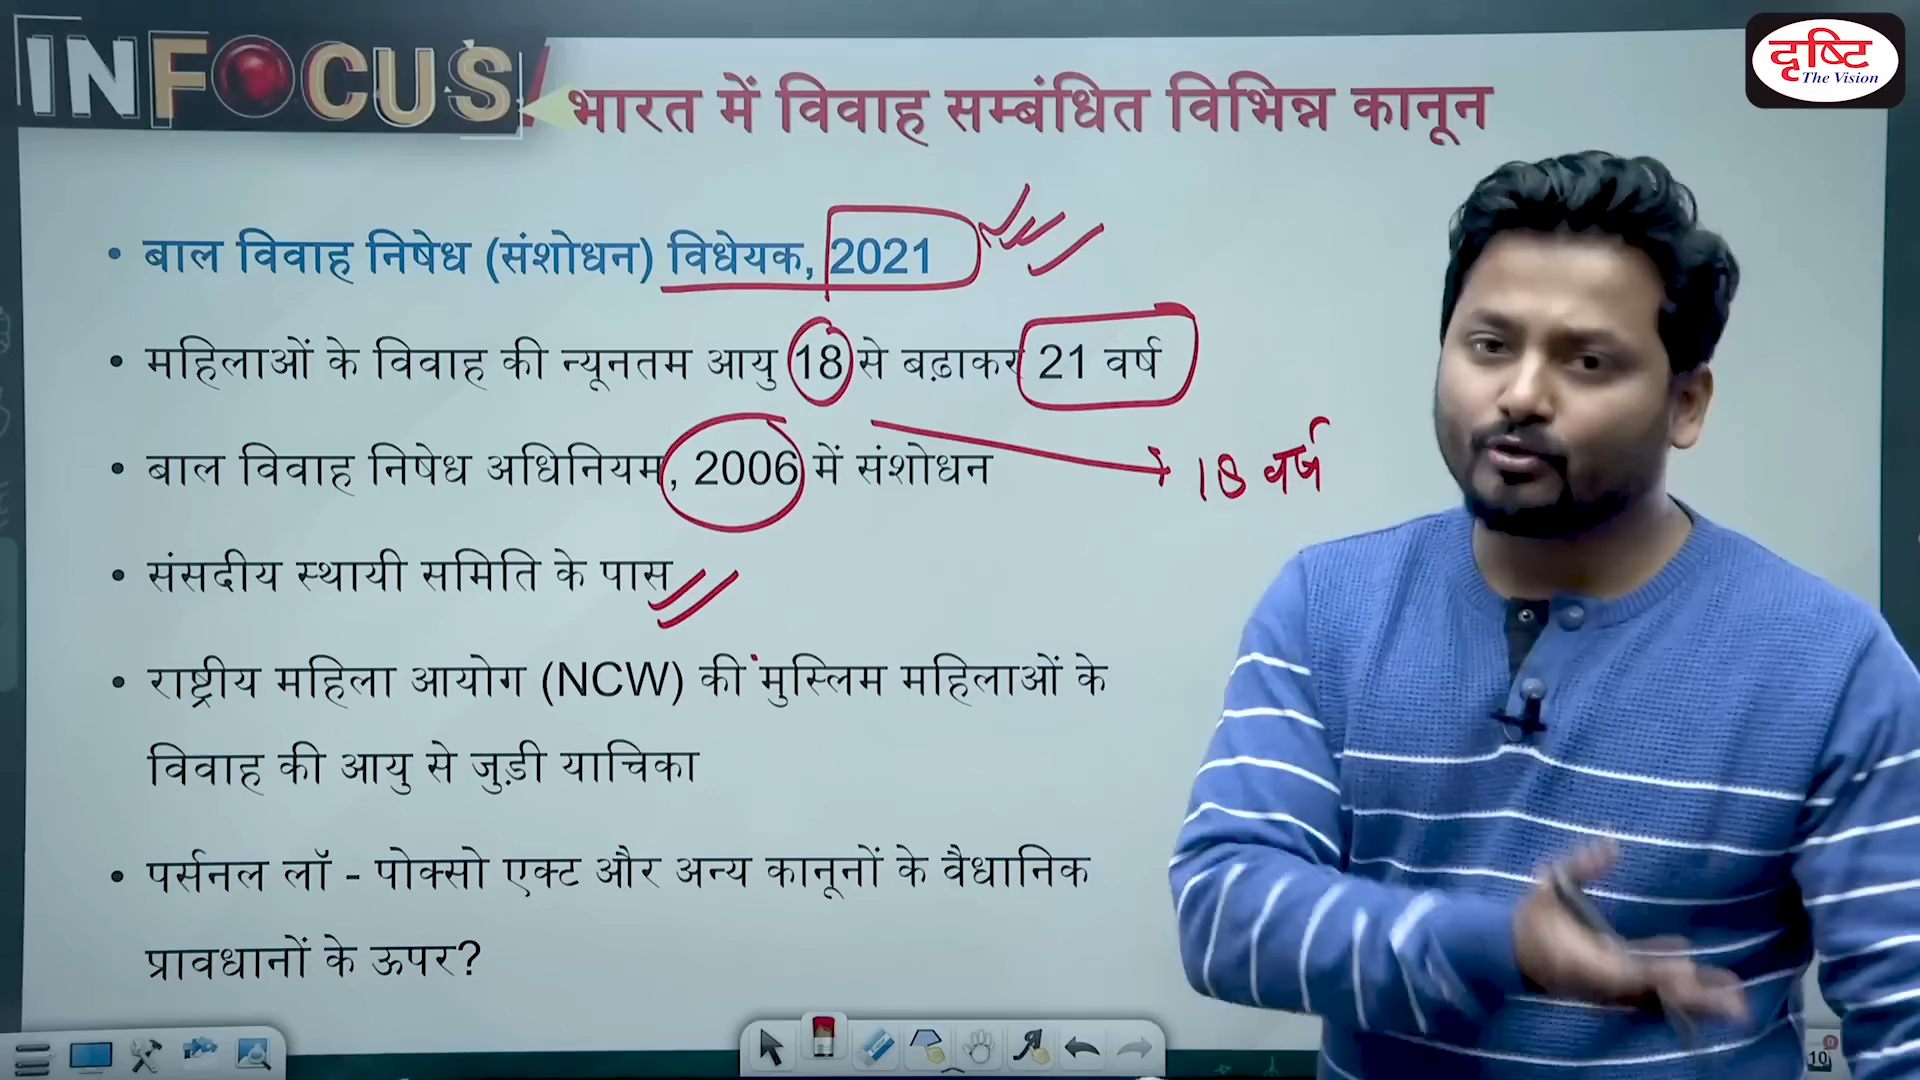 INFOCUS!
भारत में विवाह सम्बंधित विभिन्न कानून
दृष्टि
The Vision
• बाल विवाह निषेध (संशोधन) विधेयक, 2021
• महिलाओं के विवाह की न्यूनतम आयु 18 से बढ़ाकर 21 वर्ष
• बाल विवाह निषेध अधिनियम, 2006 में संशोधन
18 वर्ष
• संसदीय स्थायी समिति के पास
• राष्ट्रीय महिला आयोग (NCW) की मुस्लिम महिलाओं के
विवाह की आयु से जुड़ी याचिका
• पर्सनल लॉ - पोक्सो एक्ट और अन्य कानूनों के वैधानिक
प्रावधानों के ऊपर?
10